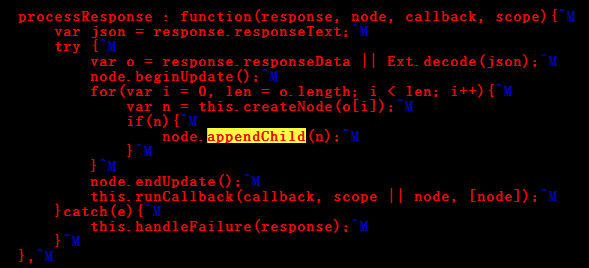 processResponse : function(response, node, callback, scope){^M
    var json = response.responseText;^M
    try {^M
        var o = response.responseData || Ext.decode(json);^M
        node.beginUpdate();^M
        for(var i = 0, len = o.length; i < len; i++){^M
            var n = this.createNode(o[i]);^M
            if(n){^M
                node.appendChild(n);^M
            }^M
        }^M
        node.endUpdate();^M
        this.runCallback(callback, scope || node, [node]);^M
    }catch(e){^M
        this.handleFailure(response);^M
    }^M
},^M